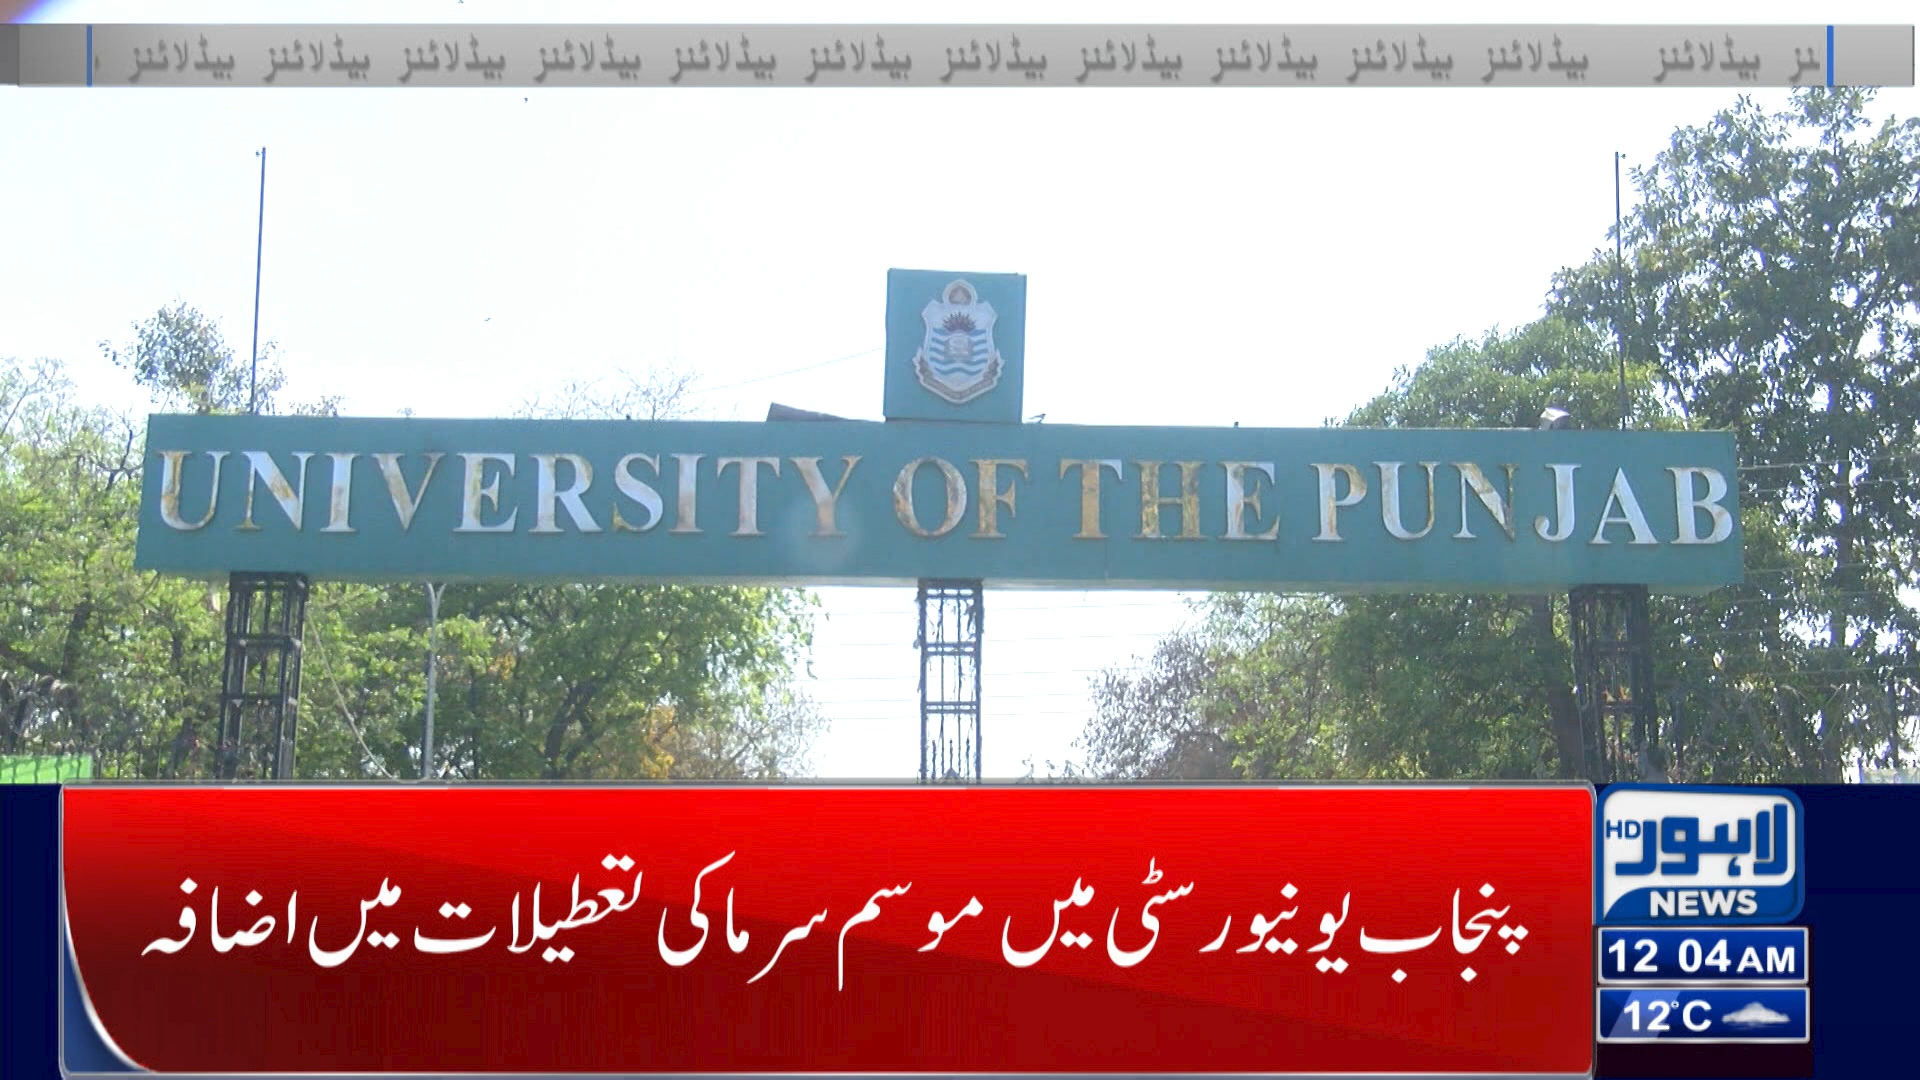 ہیڈلائنز ہیڈلائنز ہیڈلائنز ہیڈلائنز ہیڈلائنز ہیڈلائنز ہیڈلائنز ہیڈلائنز ہیڈلائنز ہیڈلائنز ہیڈلائنز ہیڈلائنز
UNIVERSITY OF THE PUNJAB
پنجاب یونیورسٹی میں موسم سرما کی تعطیلات میں اضافہ
لاہور HD
NEWS
12 04 AM
12°C